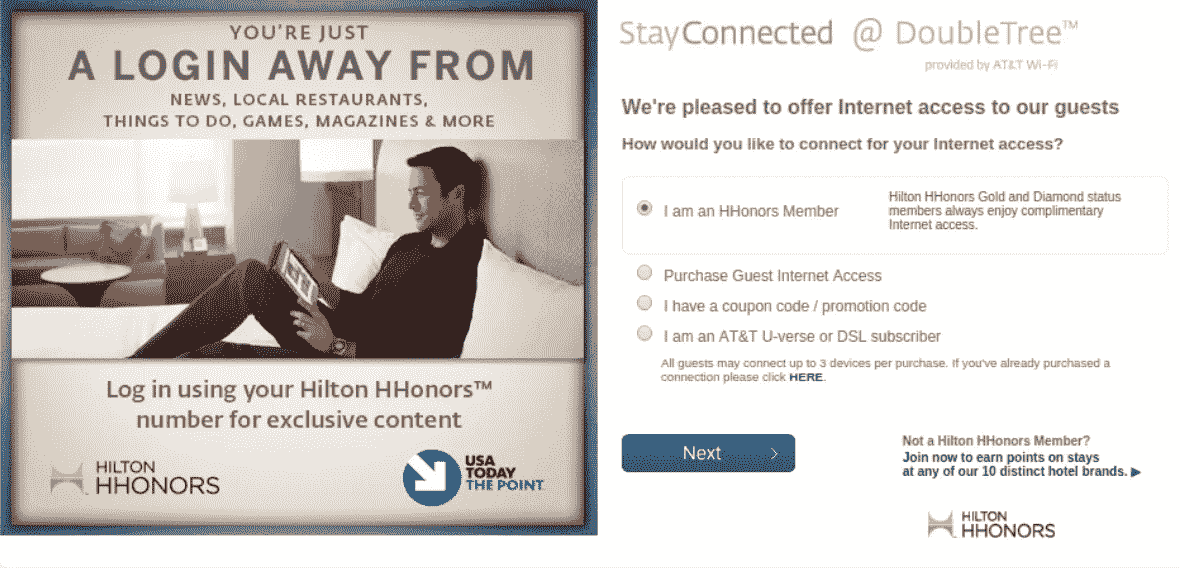 YOU'RE JUST
A LOGIN AWAY FROM
NEWS, LOCAL RESTAURANTS,
THINGS TO DO, GAMES, MAGAZINES & MORE
Log in using your Hilton HHonors™
number for exclusive content
HILTON
HHONORS
USA
TODAY
THE POINT
StayConnected @ DoubleTree™
provided by AT&T Wi-Fi
We're pleased to offer Internet access to our guests
How would you like to connect for your Internet access?
I am an HHonors Member
Hilton HHonors Gold and Diamond status
members always enjoy complimentary
Internet access.
Purchase Guest Internet Access
I have a coupon code / promotion code
I am an AT&T U-verse or DSL subscriber
All guests may connect up to 3 devices per purchase. If you've already purchased a
connection please click HERE.
Next
Not a Hilton HHonors Member?
Join now to earn points on stays
at any of our 10 distinct hotel brands.
HILTON
HHONORS